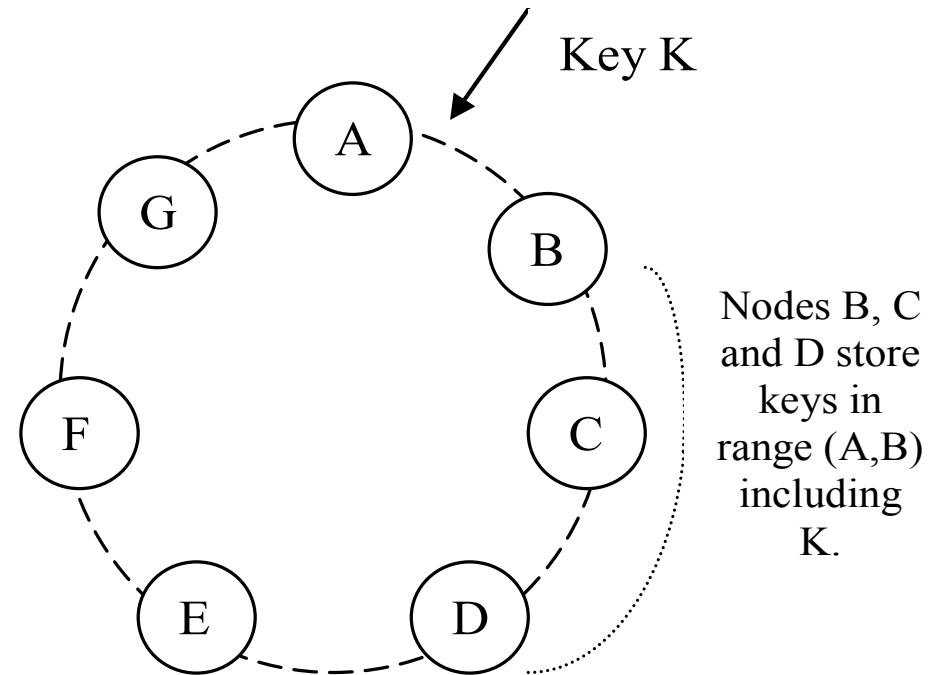 Key K
A
G
B
Nodes B, C
and D store
keys in
range (A,B)
including
K.
F
C
E
D